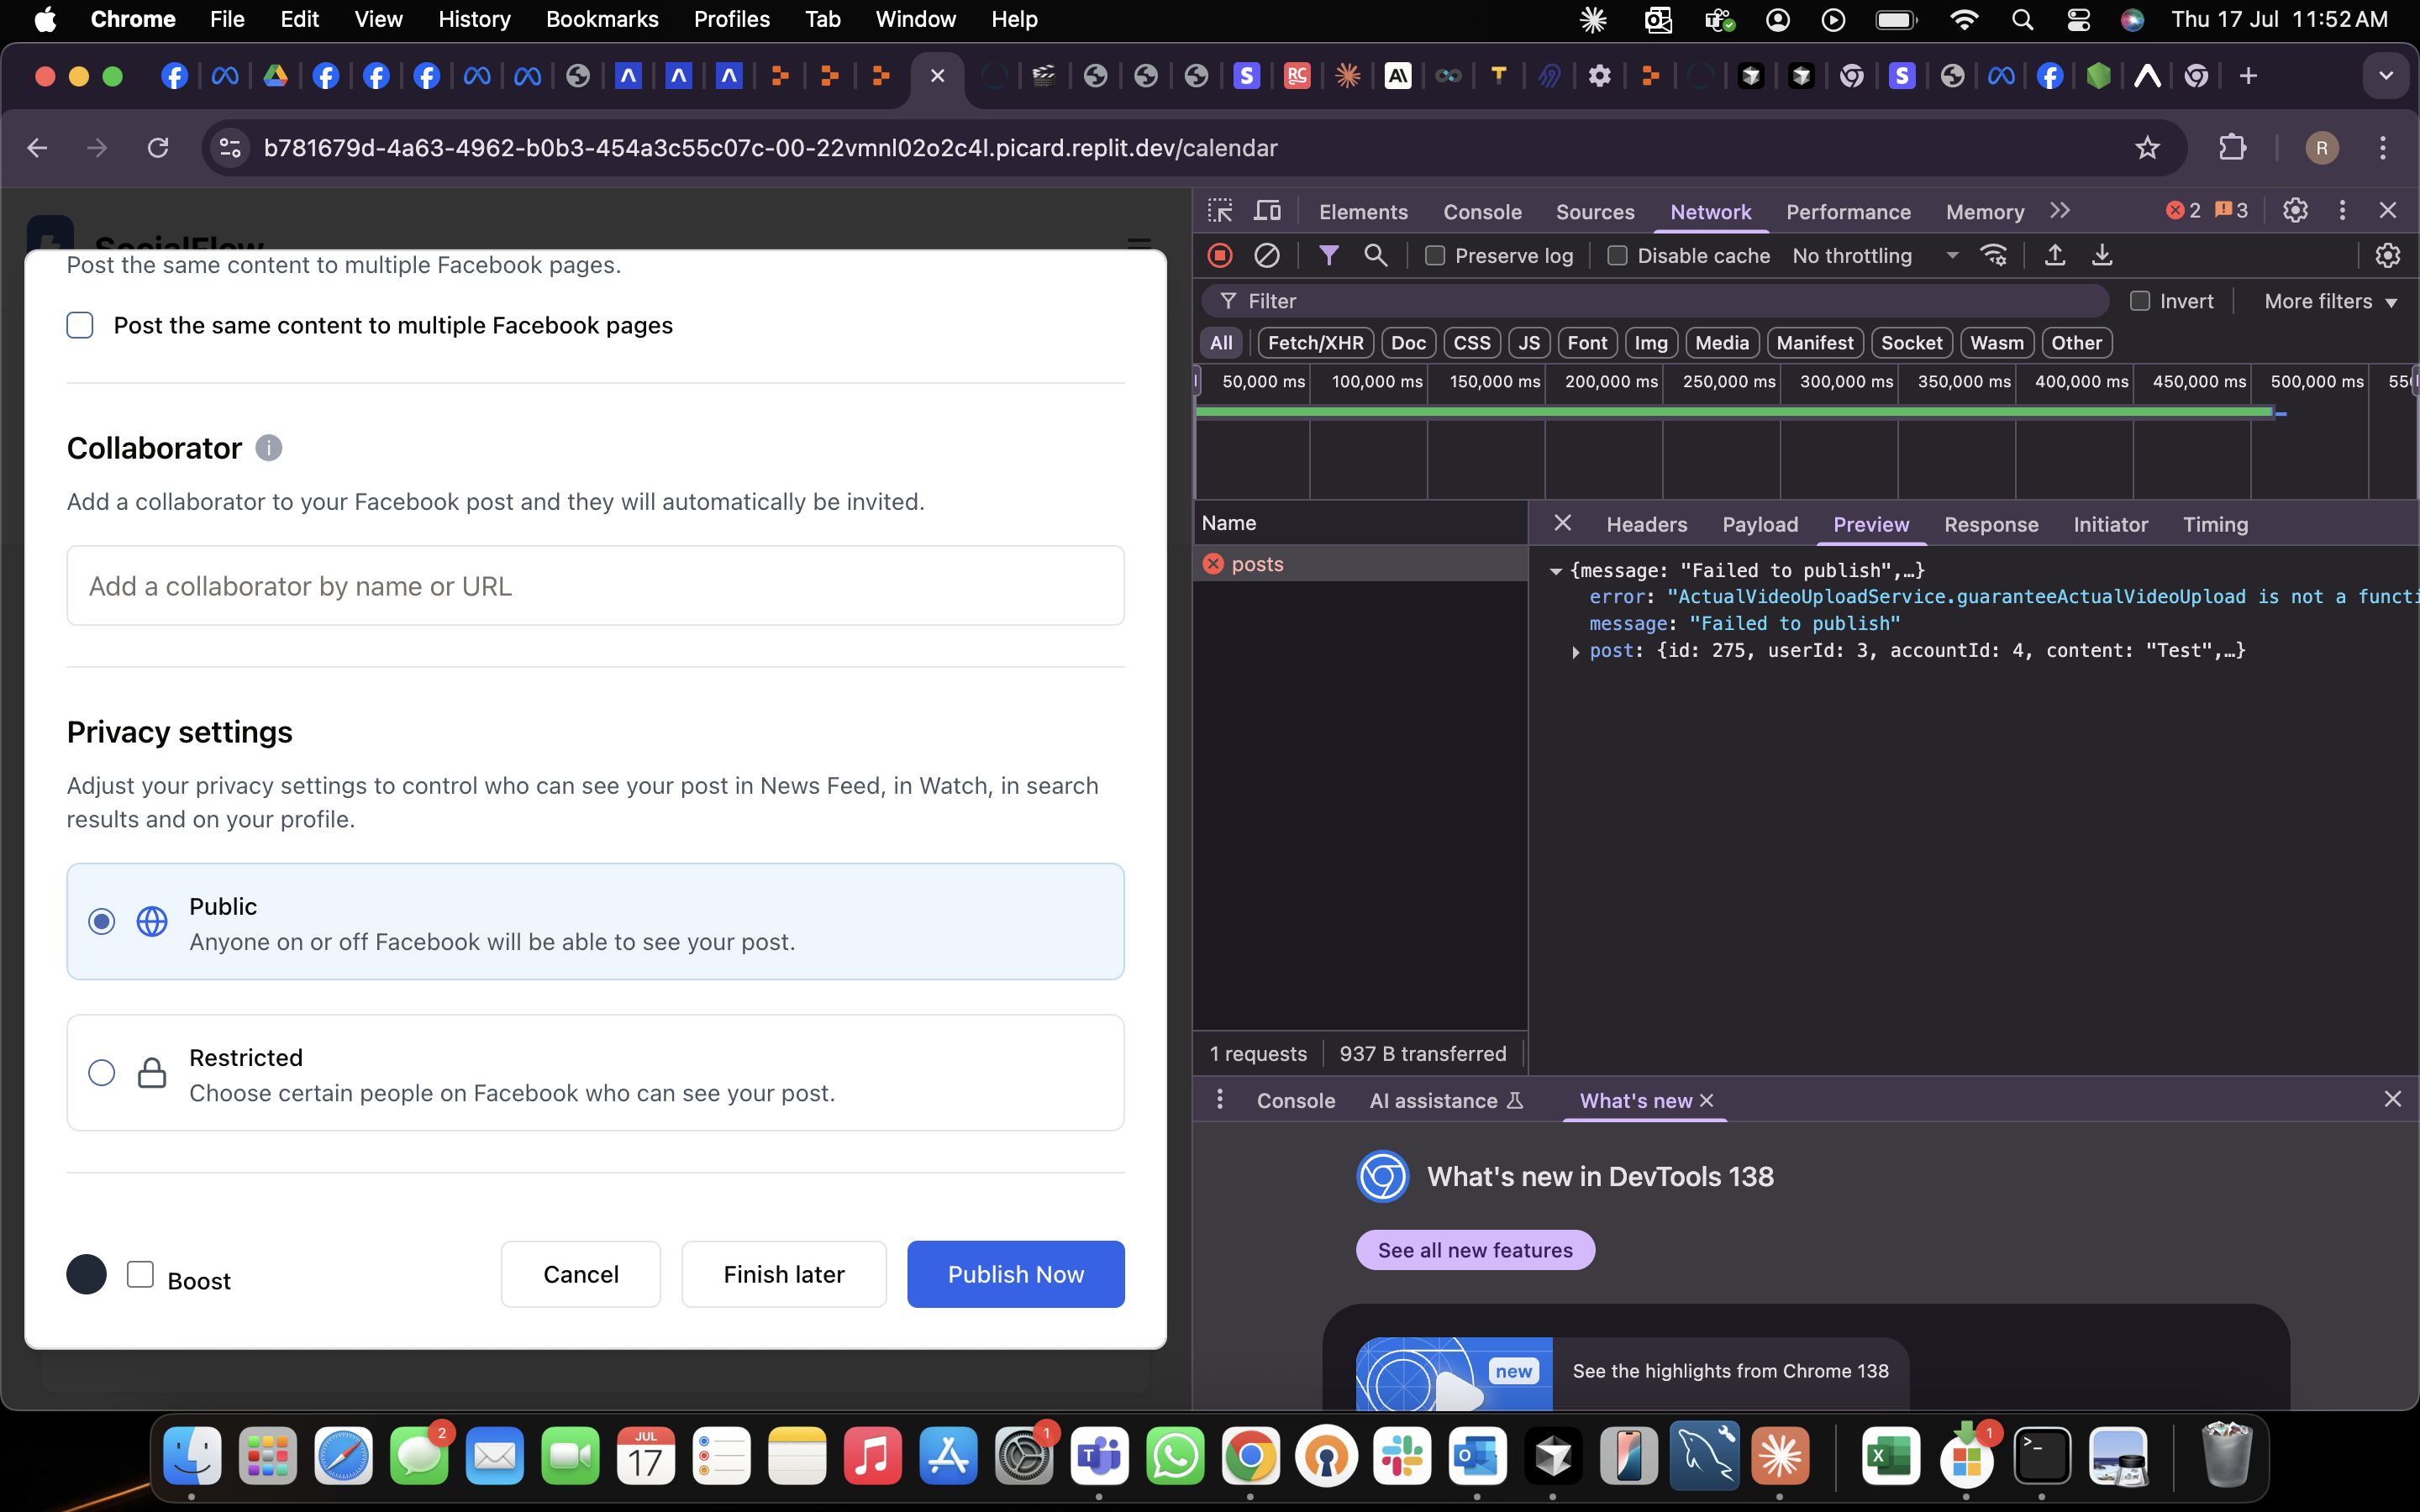 Chrome File Edit View History Bookmarks Profiles Tab Window Help Thu 17 Jul 11:52 AM
b781679d-4a63-4962-b0b3-454a3c55c07c-00-22vmnl02o2c4l.picard.replit.dev/calendar R
SocialFlow
Post the same content to multiple Facebook pages.
Post the same content to multiple Facebook pages
Collaborator i
Add a collaborator to your Facebook post and they will automatically be invited.
Add a collaborator by name or URL
Privacy settings
Adjust your privacy settings to control who can see your post in News Feed, in Watch, in search
results and on your profile.
Public
Anyone on or off Facebook will be able to see your post.
Restricted
Choose certain people on Facebook who can see your post.
Boost Cancel Finish later Publish Now
Elements Console Sources Network Performance Memory 2 3
Preserve log Disable cache No throttling
Filter Invert More filters
All Fetch/XHR Doc CSS JS Font Img Media Manifest Socket Wasm Other
50,000 ms 100,000 ms 150,000 ms 200,000 ms 250,000 ms 300,000 ms 350,000 ms 400,000 ms 450,000 ms 500,000 ms 55
Name Headers Payload Preview Response Initiator Timing
posts
{message: "Failed to publish",…}
error: "ActualVideoUploadService.guaranteeActualVideoUpload is not a functi
message: "Failed to publish"
post: {id: 275, userId: 3, accountId: 4, content: "Test",…}
1 requests 937 B transferred
Console AI assistance What's new
What's new in DevTools 138
See all new features
new See the highlights from Chrome 138
2 JUL 17 1 1